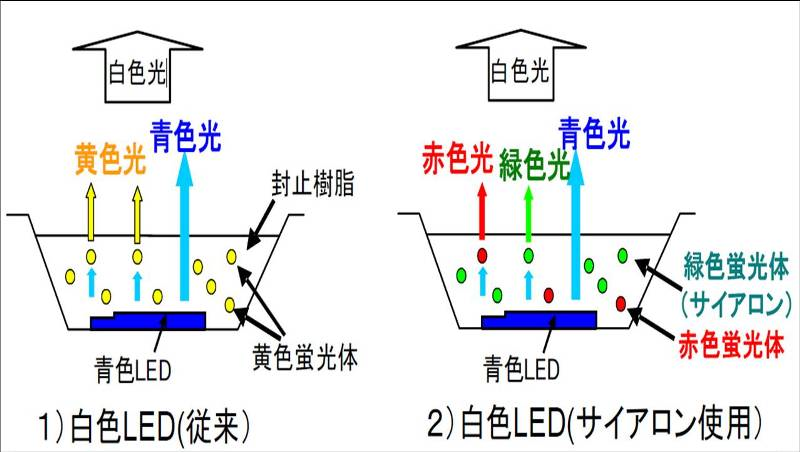 白色光
青色光
黄色光
封止樹脂
黄色蛍光体
青色LED
1）白色LED(従来）
白色光
青色光
赤色光
緑色光
緑色蛍光体
（サイアロン）
赤色蛍光体
青色LED
2）白色LED(サイアロン使用）